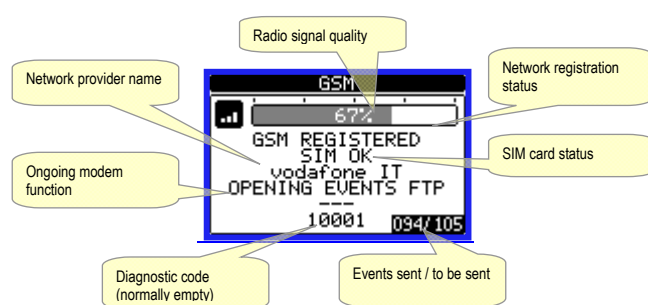 Radio signal quality
Network provider name
Network registration
status
GSM
67%
GSM REGISTERED
SIM OK
SIM card status
vodafone IT
Ongoing modem
function
OPENING EVENTS FTP
---
10001
094/105
Diagnostic code
(normally empty)
Events sent / to be sent